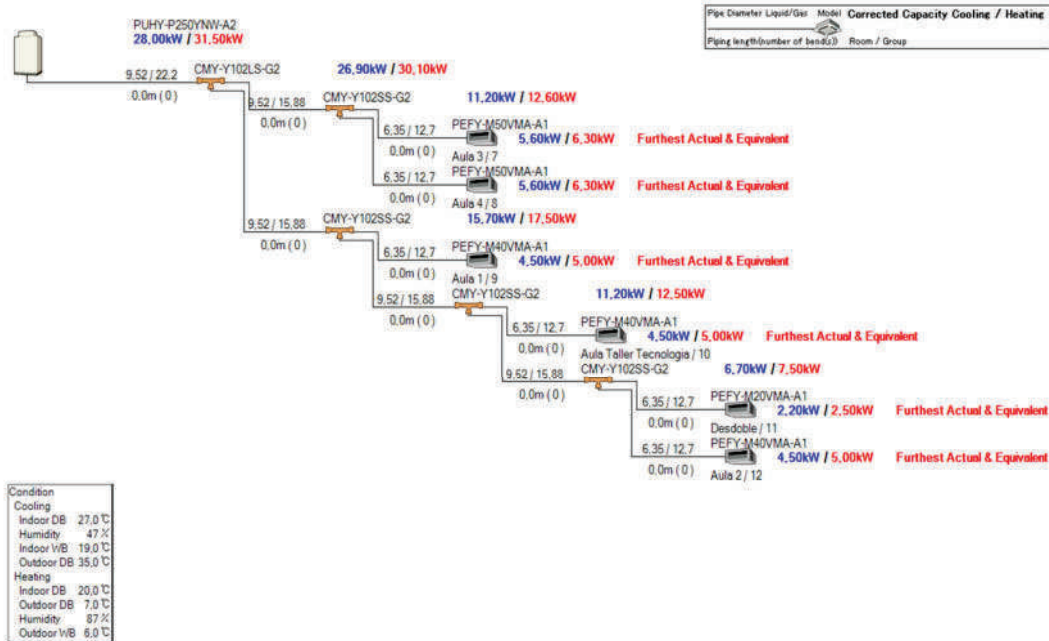 Pipe Diameter Liquid/Gas Model Corrected Capacity Cooling / Heating
Piping length(number of bend(s)) Room / Group
PUHY-P250YNW-A2
28,00kW / 31,50kW
9,52 / 22,2 CMY-Y102LS-G2 26,90kW / 30,10kW
0,0m ( 0 )
9,52 / 15,88 CMY-Y102SS-G2 11,20kW / 12,60kW
0,0m ( 0 )
6,35 / 12,7 PEFY-M50VMA-A1
0,0m ( 0 ) 5,60kW / 6,30kW Furthest Actual & Equivalent
Aula 3 / 7
6,35 / 12,7 PEFY-M50VMA-A1
0,0m ( 0 ) 5,60kW / 6,30kW Furthest Actual & Equivalent
Aula 4 / 8
9,52 / 15,88 CMY-Y102SS-G2 15,70kW / 17,50kW
0,0m ( 0 )
6,35 / 12,7 PEFY-M40VMA-A1
0,0m ( 0 ) 4,50kW / 5,00kW Furthest Actual & Equivalent
Aula 1 / 9
9,52 / 15,88 CMY-Y102SS-G2 11,20kW / 12,50kW
0,0m ( 0 )
6,35 / 12,7 PEFY-M40VMA-A1
0,0m ( 0 ) 4,50kW / 5,00kW Furthest Actual & Equivalent
Aula Taller Tecnologia / 10
9,52 / 15,88 CMY-Y102SS-G2 6,70kW / 7,50kW
0,0m ( 0 )
6,35 / 12,7 PEFY-M20VMA-A1
0,0m ( 0 ) 2,20kW / 2,50kW Furthest Actual & Equivalent
Desdoble / 11
6,35 / 12,7 PEFY-M40VMA-A1
0,0m ( 0 ) 4,50kW / 5,00kW Furthest Actual & Equivalent
Aula 2 / 12
Condition
Cooling
Indoor DB 27,0℃
Humidity 47%
Indoor WB 19,0℃
Outdoor DB 35,0℃
Heating
Indoor DB 20,0℃
Outdoor DB 7,0℃
Humidity 87%
Outdoor WB 6,0℃